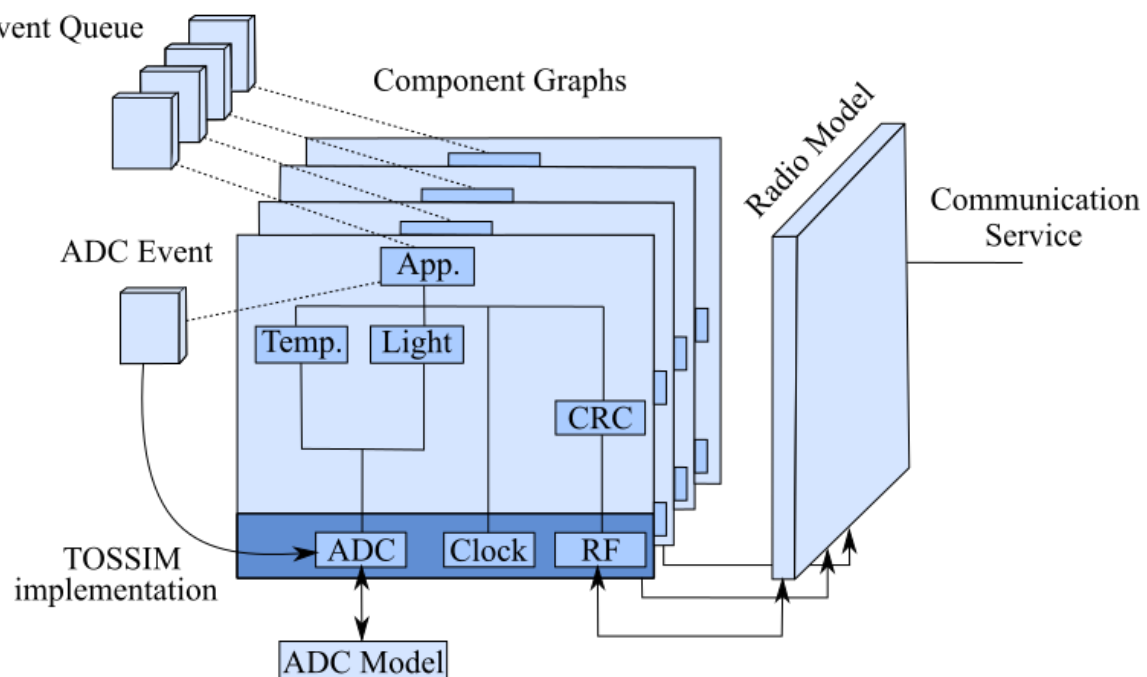 vent Queue
Component Graphs
Radio Model
Communication
Service
ADC Event
App.
Temp.
Light
CRC
TOSSIM
implementation
ADC
Clock
RF
ADC Model